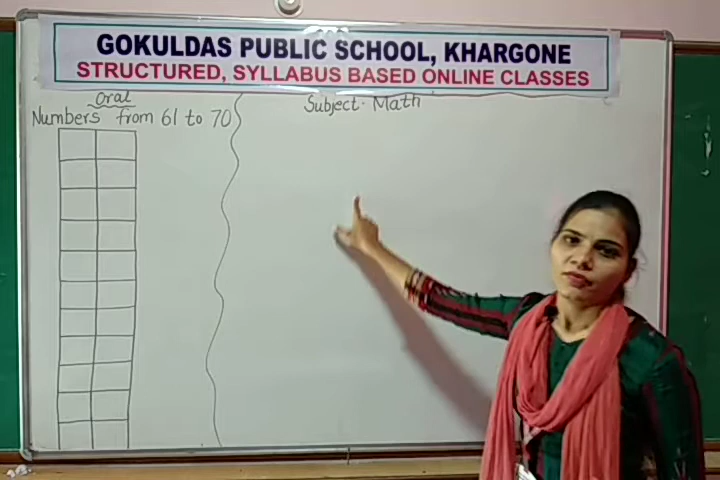 GOKULDAS PUBLIC SCHOOL, KHARGONE
STRUCTURED, SYLLABUS BASED ONLINE CLASSES
Oral
Numbers from 61 to 70
Subject. Math